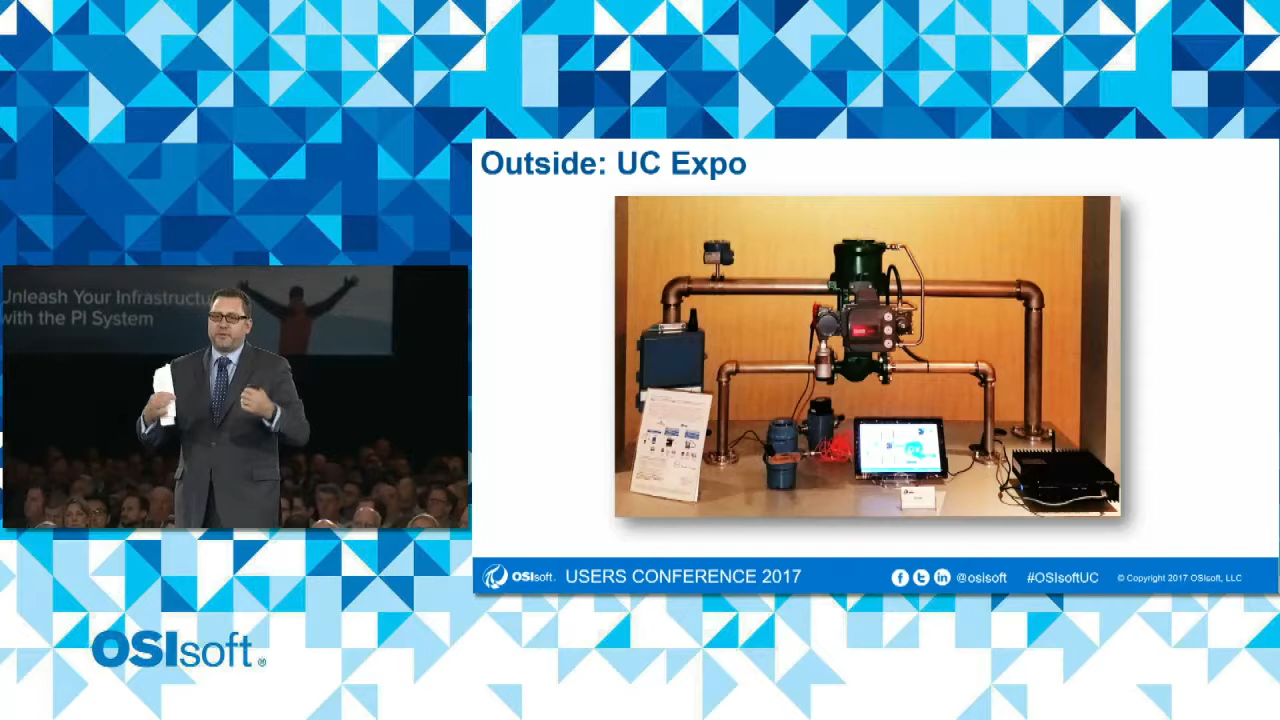 Outside: UC Expo
Unleash Your Infrastructu
with the PI System
OSIsoft. USERS CONFERENCE 2017
@osisoft
#OSIsoftUC
© Copyright 2017 OSIsoft, LLC
OSIsoft®